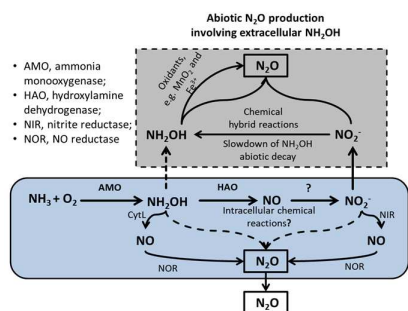 Abiotic N₂O production
involving extracellular NH₂OH
• AMO, ammonia
monooxygenase;
• HAO, hydroxylamine
dehydrogenase;
• NIR, nitrite reductase;
• NOR, NO reductase
Oxidants,
e.g. MnO₂ and
Fe³⁺
N₂O
Chemical
hybrid reactions
NH₂OH
NO₂⁻
Slowdown of NH₂OH
abiotic decay
AMO
HAO
?
NH₃ + O₂
NH₂OH
NO
NO₂⁻
CytL
Intracellular chemical
reactions?
NIR
NO
NO
NOR
N₂O
NOR
N₂O